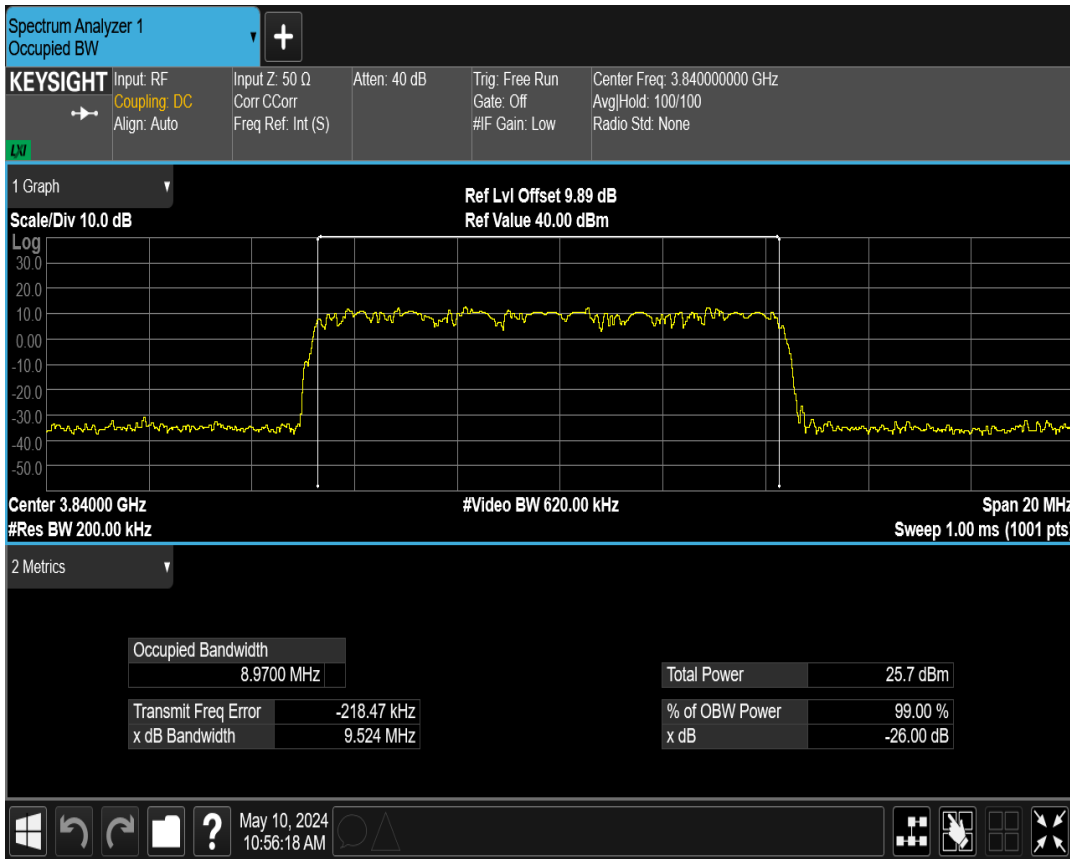 Spectrum Analyzer 1
Occupied BW
+
KEYSIGHT
LXI
Input: RF
Coupling: DC
Align: Auto
Input Z: 50 Ω
Corr CCorr
Freq Ref: Int (S)
Atten: 40 dB
Trig: Free Run
Gate: Off
#IF Gain: Low
Center Freq: 3.840000000 GHz
Avg|Hold: 100/100
Radio Std: None
1 Graph
Scale/Div 10.0 dB
Ref Lvl Offset 9.89 dB
Ref Value 40.00 dBm
Log
30.0
20.0
10.0
0.00
-10.0
-20.0
-30.0
-40.0
-50.0
Center 3.84000 GHz
#Res BW 200.00 kHz
#Video BW 620.00 kHz
Span 20 MHz
Sweep 1.00 ms (1001 pts)
2 Metrics
Occupied Bandwidth
8.9700 MHz
Transmit Freq Error -218.47 kHz
x dB Bandwidth 9.524 MHz
Total Power 25.7 dBm
% of OBW Power 99.00 %
x dB -26.00 dB
?
May 10, 2024
10:56:18 AM